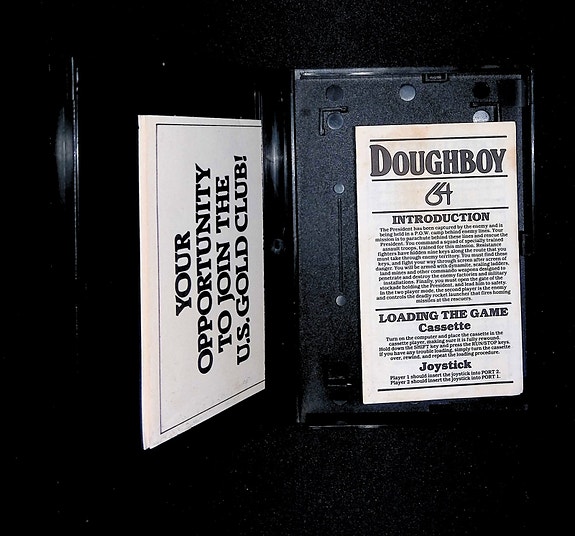 YOUR
OPPORTUNITY
TO JOIN THE
U.S. GOLD CLUB!
DOUGHBOY
64
INTRODUCTION
The President has been captured by the enemy and is
being held in a P.O.W. camp behind enemy lines. Your
mission is to parachute behind these lines and rescue the
President. You command a squad of specially trained
assault troops, trained for this mission. Resistance
fighters have hidden nine keys along the route that you
must take through enemy territory. You must find these
keys, and fight your way through screen after screen of
danger. You will be armed with dynamite, scaling ladders,
land mines and other commando weapons designed to
penetrate and destroy the enemy factories and military
installations. Finally, you must open the gate of the
stockade holding the President, and lead him to safety.
In the two player mode, the second player is the enemy
and controls the deadly rocket launcher that fires homing
missiles at the rescuers.
LOADING THE GAME
Cassette
Turn on the computer and place the cassette in the
cassette player, making sure it is fully rewound.
Hold down the SHIFT key and press the RUN/STOP keys.
If you have any trouble loading, simply turn the cassette
over, rewind, and repeat the loading procedure.
Joystick
Player 1 should insert the joystick into PORT 2.
Player 2 should insert the joystick into PORT 1.